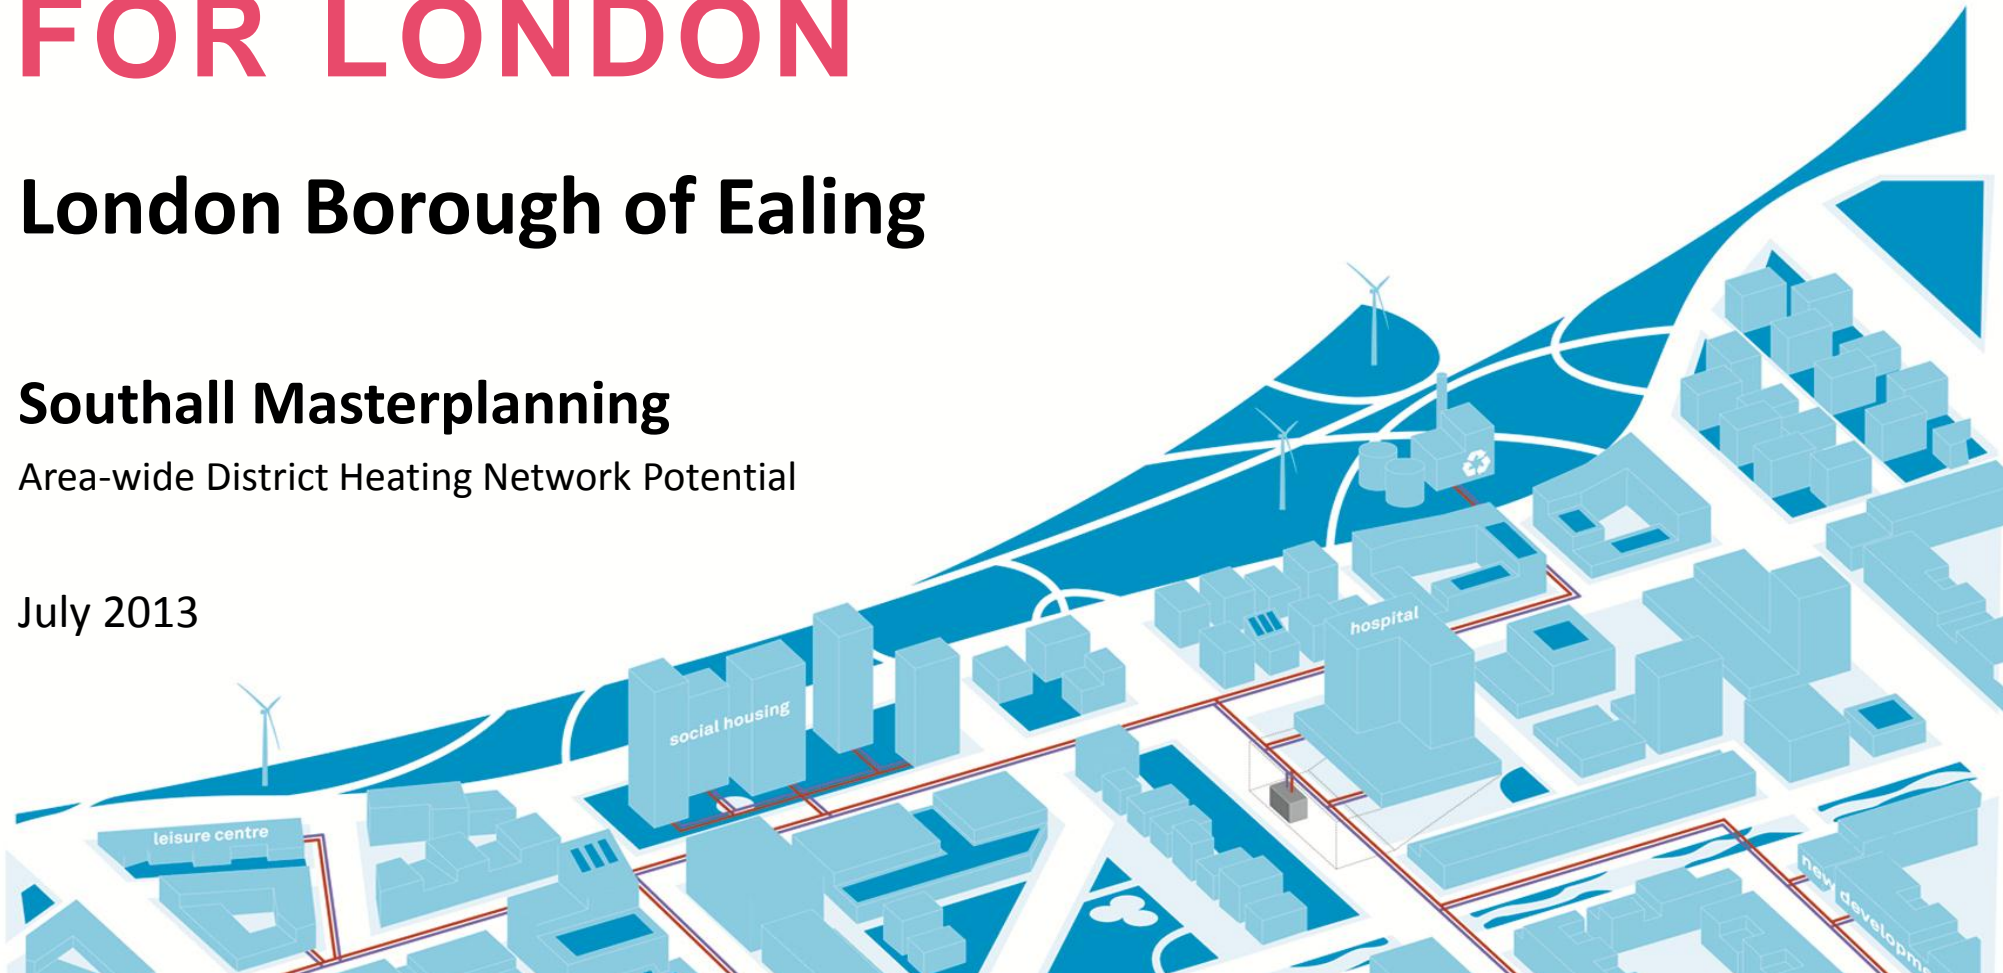 FOR LONDON
London Borough of Ealing
Southall Masterplanning
Area-wide District Heating Network Potential
July 2013
hospital
social housing
leisure centre
new